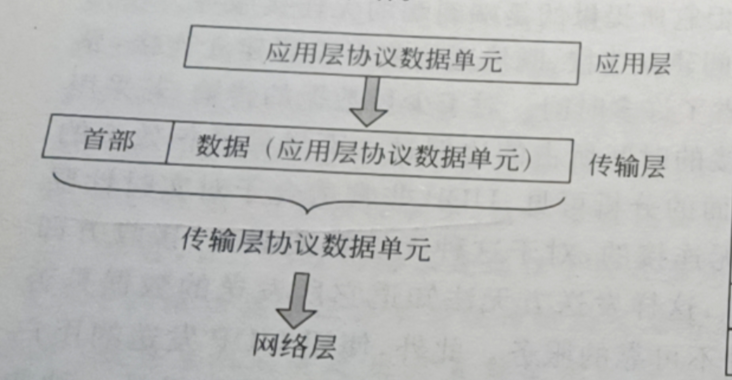 应用层协议数据单元 应用层
首部 数据（应用层协议数据单元） 传输层
传输层协议数据单元
网络层